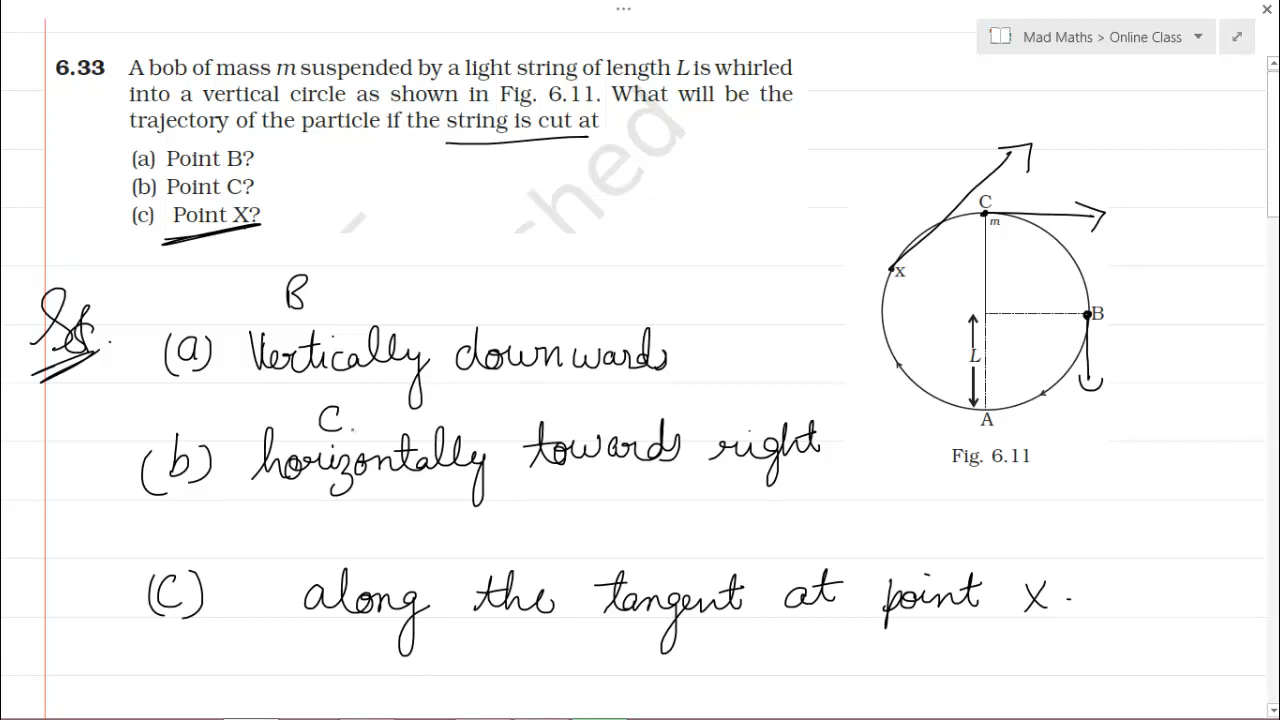 Mad Maths > Online Class
6.33 A bob of mass m suspended by a light string of length L is whirled
into a vertical circle as shown in Fig. 6.11. What will be the
trajectory of the particle if the string is cut at
(a) Point B?
(b) Point C?
(c) Point X?
C
m
x
B
L
A
Fig. 6.11
B
(a) Vertically downwards
C.
(b) horizontally towards right
(C) along the tangent at point X.